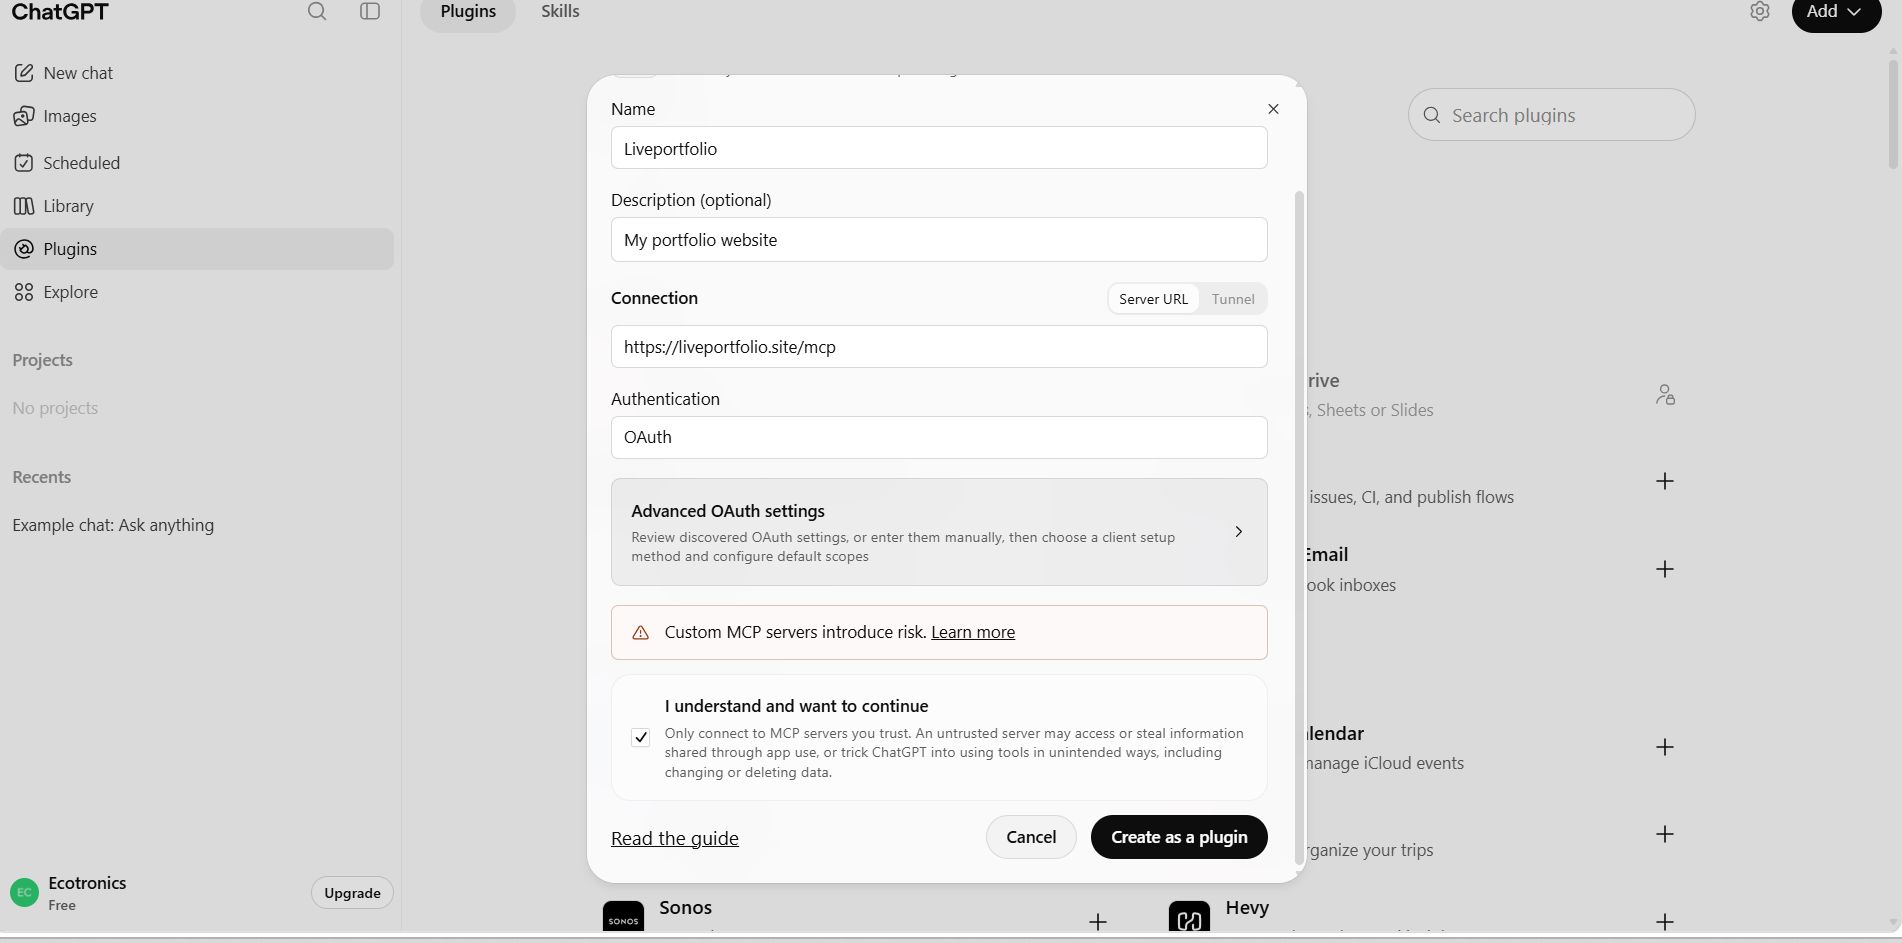 ChatGPT
Plugins
Skills
Add
New chat
Images
Scheduled
Library
Plugins
Explore
Projects
No projects
Recents
Example chat: Ask anything
Ecotronics
EC
Free
Upgrade
Search plugins
Name
Liveportfolio
Description (optional)
My portfolio website
Connection
Server URL
Tunnel
https://liveportfolio.site/mcp
Authentication
OAuth
Advanced OAuth settings
Review discovered OAuth settings, or enter them manually, then choose a client setup
method and configure default scopes
Custom MCP servers introduce risk. Learn more
I understand and want to continue
Only connect to MCP servers you trust. An untrusted server may access or steal information
shared through app use, or trick ChatGPT into using tools in unintended ways, including
changing or deleting data.
Read the guide
Cancel
Create as a plugin
rive
, Sheets or Slides
issues, CI, and publish flows
Email
ook inboxes
lendar
manage iCloud events
rganize your trips
SONOS
Sonos
Hevy